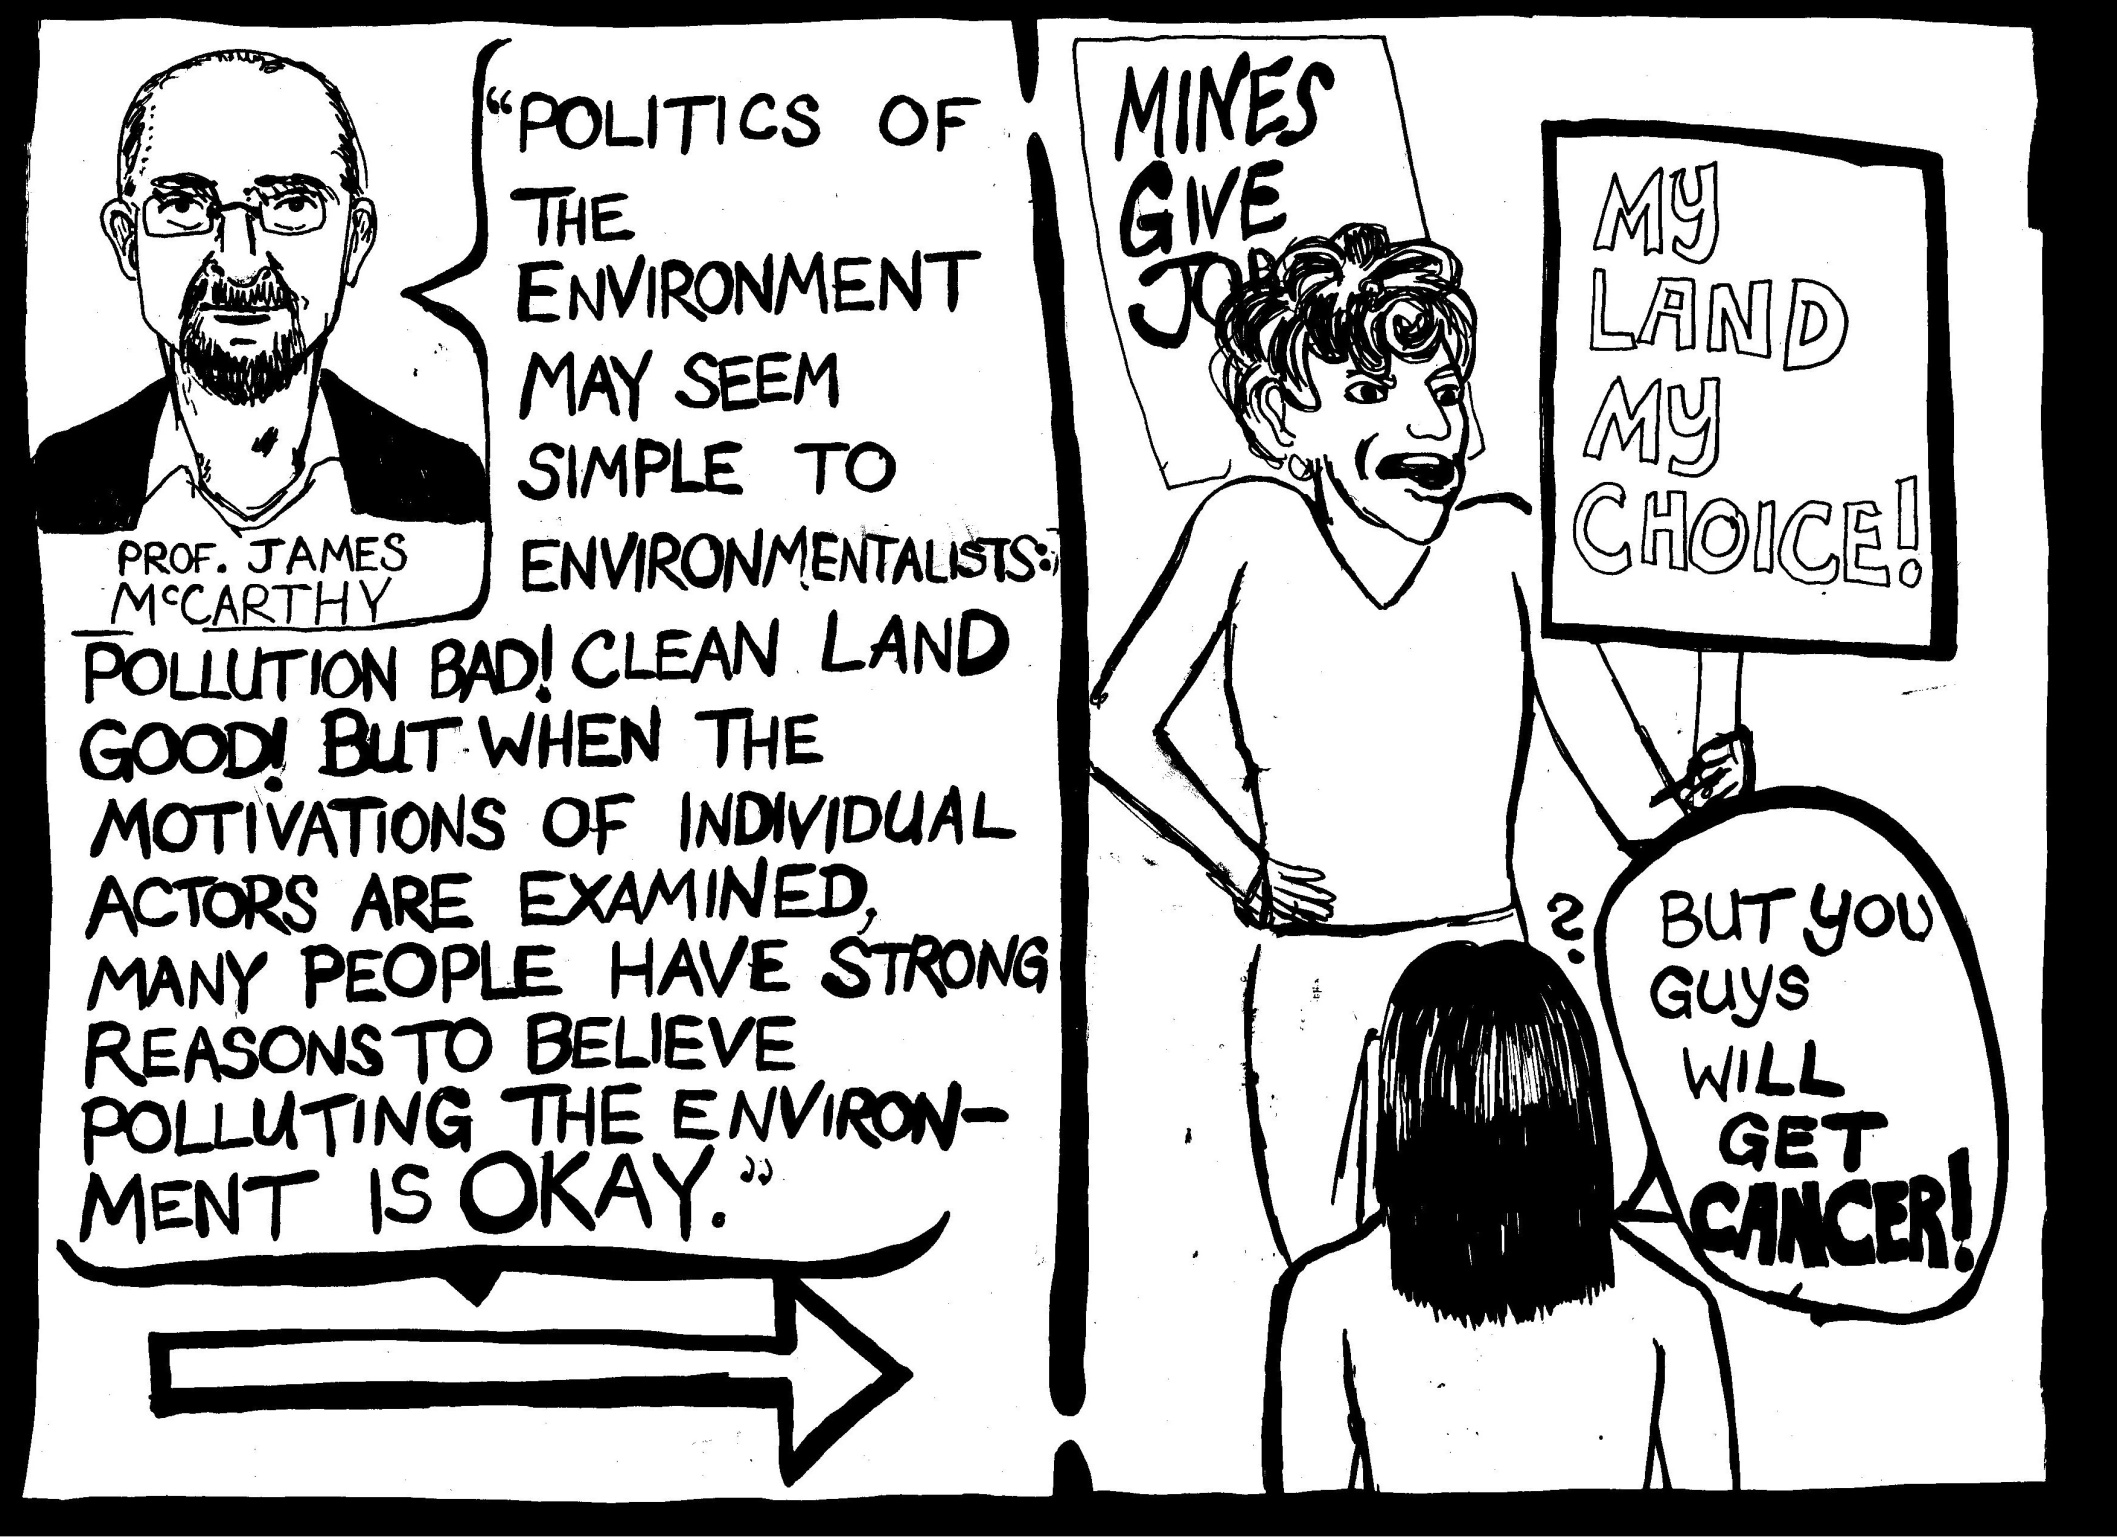 "POLITICS OF
THE
ENVIRONMENT
MAY SEEM
SIMPLE TO
ENVIRONMENTALISTS:
PROF. JAMES
McCARTHY
POLLUTION BAD! CLEAN LAND
GOOD! BUT WHEN THE
MOTIVATIONS OF INDIVIDUAL
ACTORS ARE EXAMINED,
MANY PEOPLE HAVE STRONG
REASONS TO BELIEVE
POLLUTING THE ENVIRON-
MENT IS OKAY."
MINES
GIVE
JOB
MY
LAND
MY
CHOICE!
?
BUT YOU
GUYS
WILL
GET
CANCER!